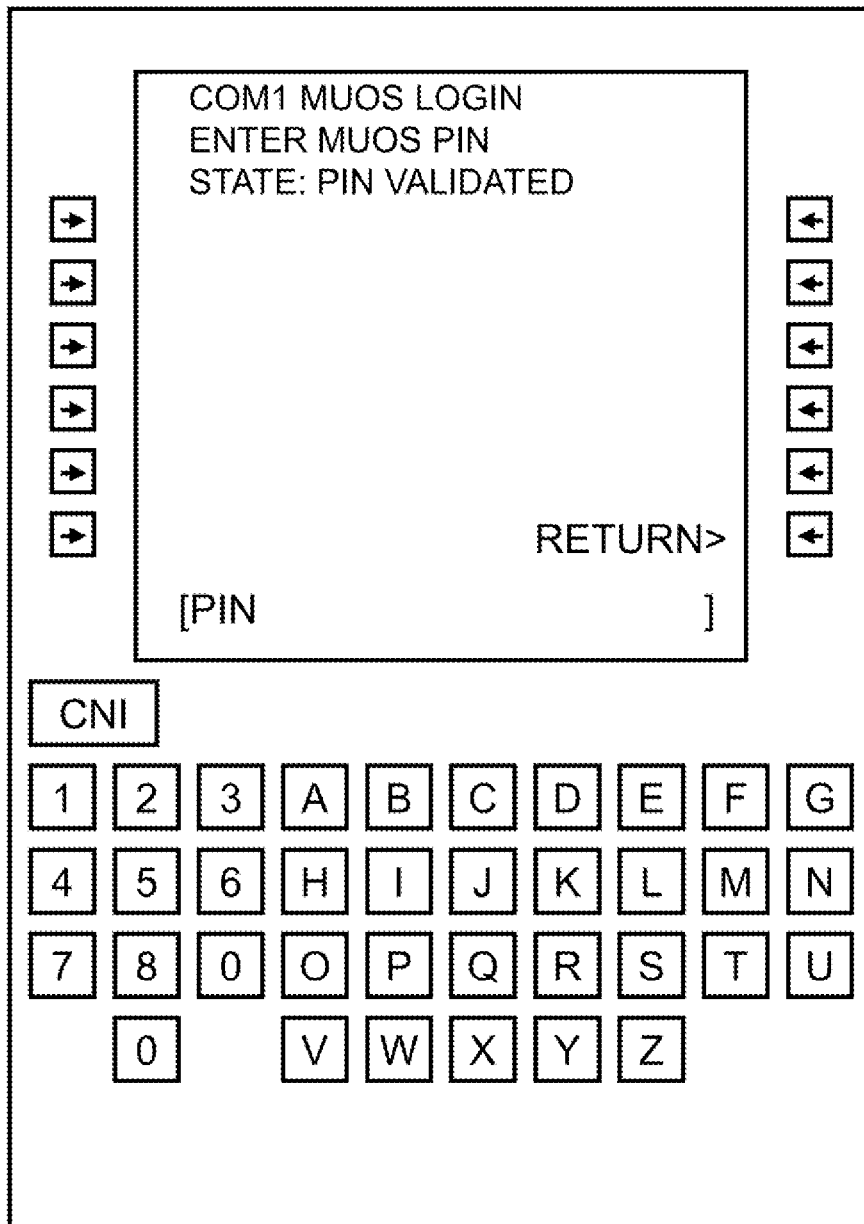 COM1 MUOS LOGIN
ENTER MUOS PIN
STATE: PIN VALIDATED
RETURN>
[PIN ]
CNI
1 2 3 A B C D E F G
4 5 6 H I J K L M N
7 8 0 O P Q R S T U
0 V W X Y Z